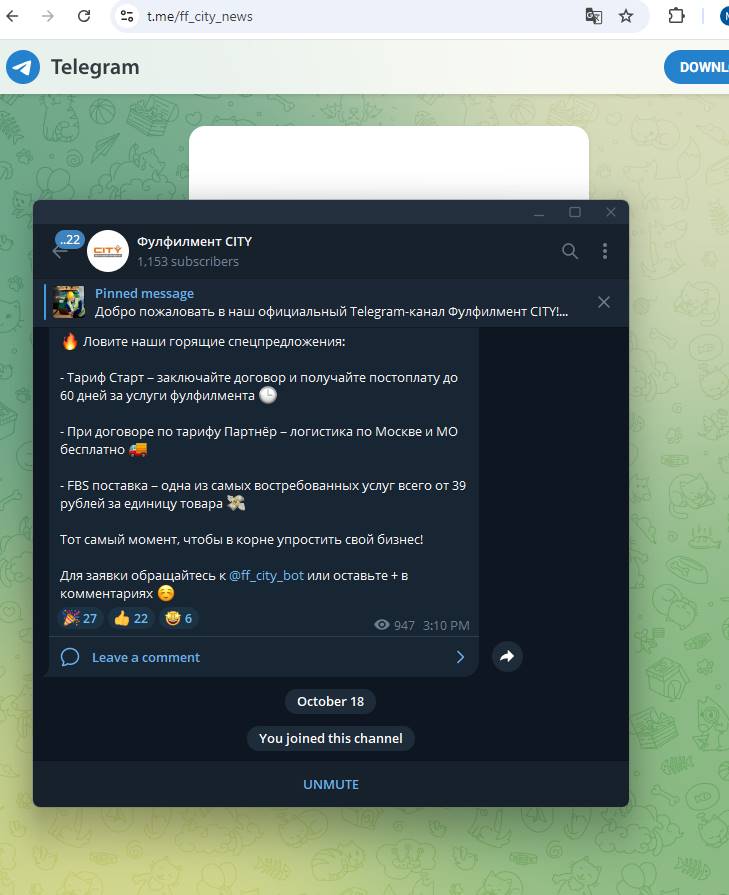 t.me/ff_city_news
Telegram
DOWNL
..22
CITY
Фулфилмент CITY
1,153 subscribers
Pinned message
Добро пожаловать в наш официальный Telegram-канал Фулфилмент CITY!...
🔥 Ловите наши горящие спецпредложения:
- Тариф Старт – заключайте договор и получайте постоплату до
60 дней за услуги фулфилмента 🕒
- При договоре по тарифу Партнёр – логистика по Москве и МО
бесплатно 🚚
- FBS поставка – одна из самых востребованных услуг всего от 39
рублей за единицу товара 💸
Тот самый момент, чтобы в корне упростить свой бизнес!
Для заявки обращайтесь к @ff_city_bot или оставьте + в
комментариях ☺️
🎉 27 👍 22 🤩 6
947 3:10 PM
Leave a comment
October 18
You joined this channel
UNMUTE